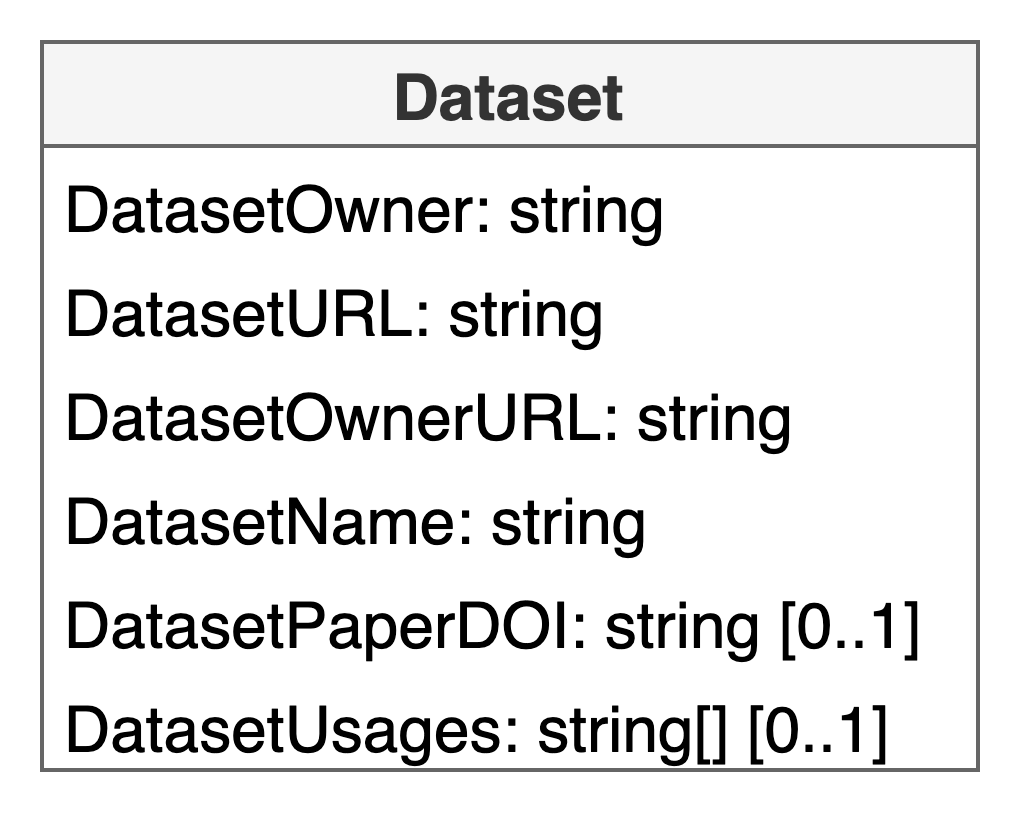 Dataset
DatasetOwner: string
DatasetURL: string
DatasetOwnerURL: string
DatasetName: string
DatasetPaperDOI: string [0..1]
DatasetUsages: string[] [0..1]